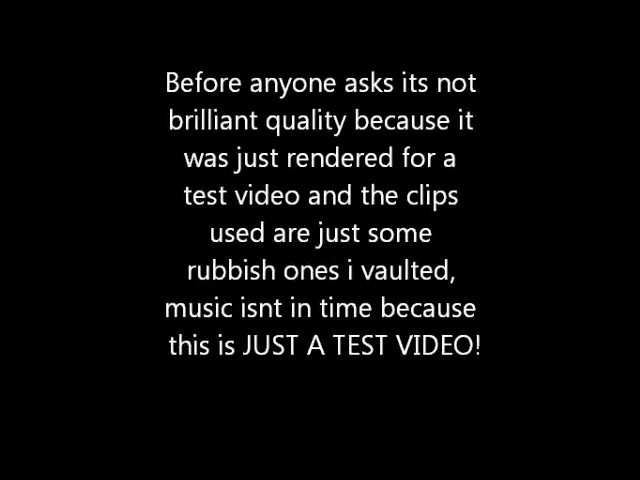 Before anyone asks its not
brilliant quality because it
was just rendered for a
test video and the clips
used are just some
rubbish ones i vaulted,
music isnt in time because
this is JUST A TEST VIDEO!